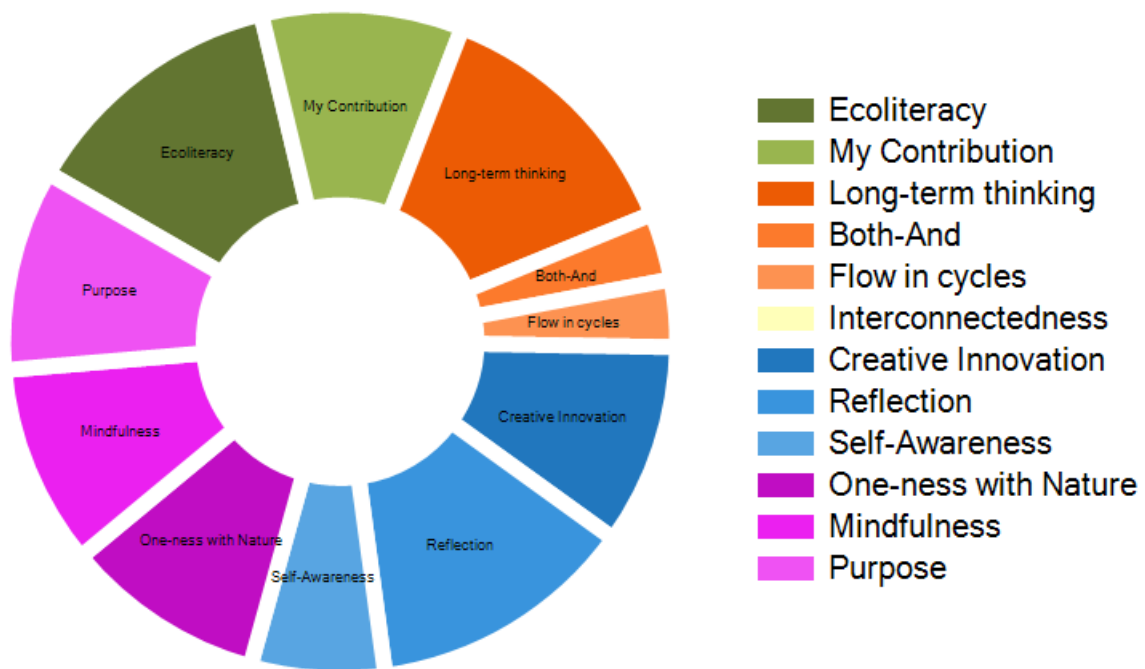 My Contribution
Ecoliteracy
Long-term thinking
Both-And
Purpose
Flow in cycles
Creative Innovation
Mindfulness
One-ness with Nature
Reflection
Self-Awareness
Ecoliteracy
My Contribution
Long-term thinking
Both-And
Flow in cycles
Interconnectedness
Creative Innovation
Reflection
Self-Awareness
One-ness with Nature
Mindfulness
Purpose